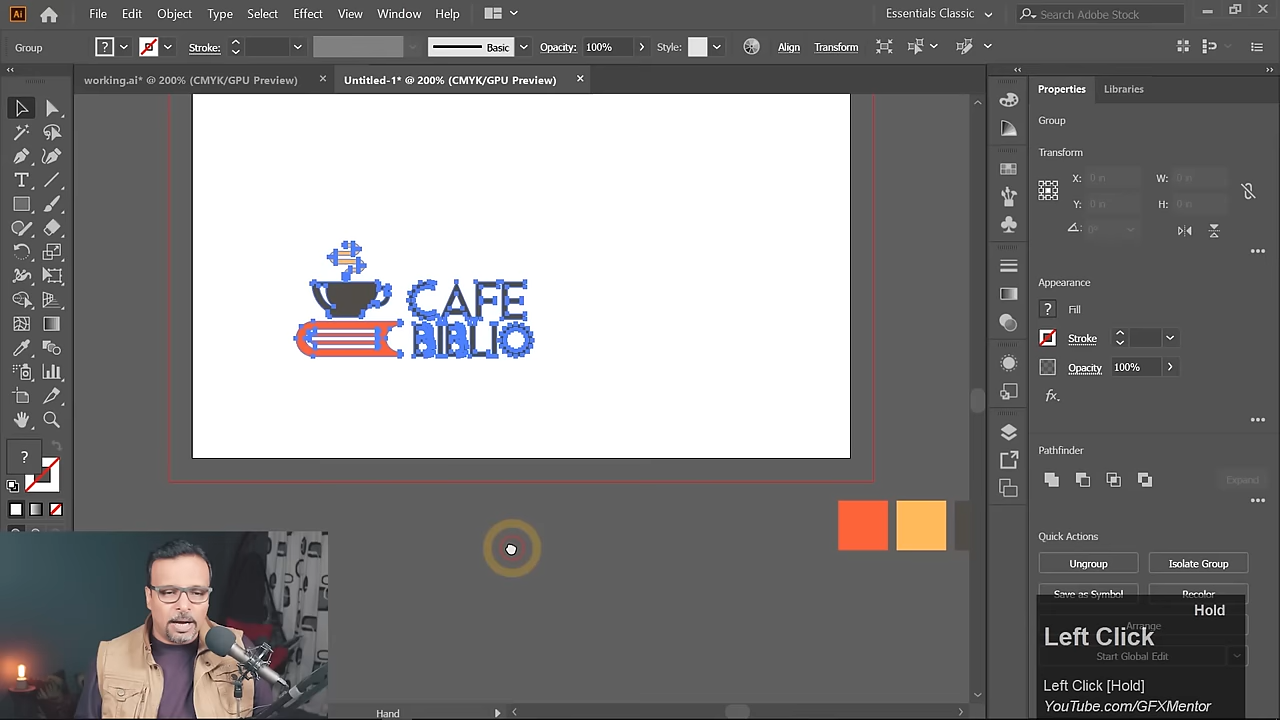 Ai
File
Edit
Object
Type
Select
Effect
View
Window
Help
Essentials Classic
Search Adobe Stock
Group
Stroke:
Basic
Opacity:
100%
Style:
Align
Transform
working.ai* @ 200% (CMYK/GPU Preview)
Untitled-1* @ 200% (CMYK/GPU Preview)
Properties
Libraries
Group
Transform
X:
0 in
W:
0 in
Y:
0 in
H:
0 in
0°
Appearance
Fill
Stroke
Opacity
100%
fx.
Pathfinder
Expand
Quick Actions
Ungroup
Isolate Group
Save as Symbol
Recolor
Arrange
Start Global Edit
CAFE
BIBLIO
Hold
Left Click
Left Click [Hold]
YouTube.com/GFXMentor
Hand